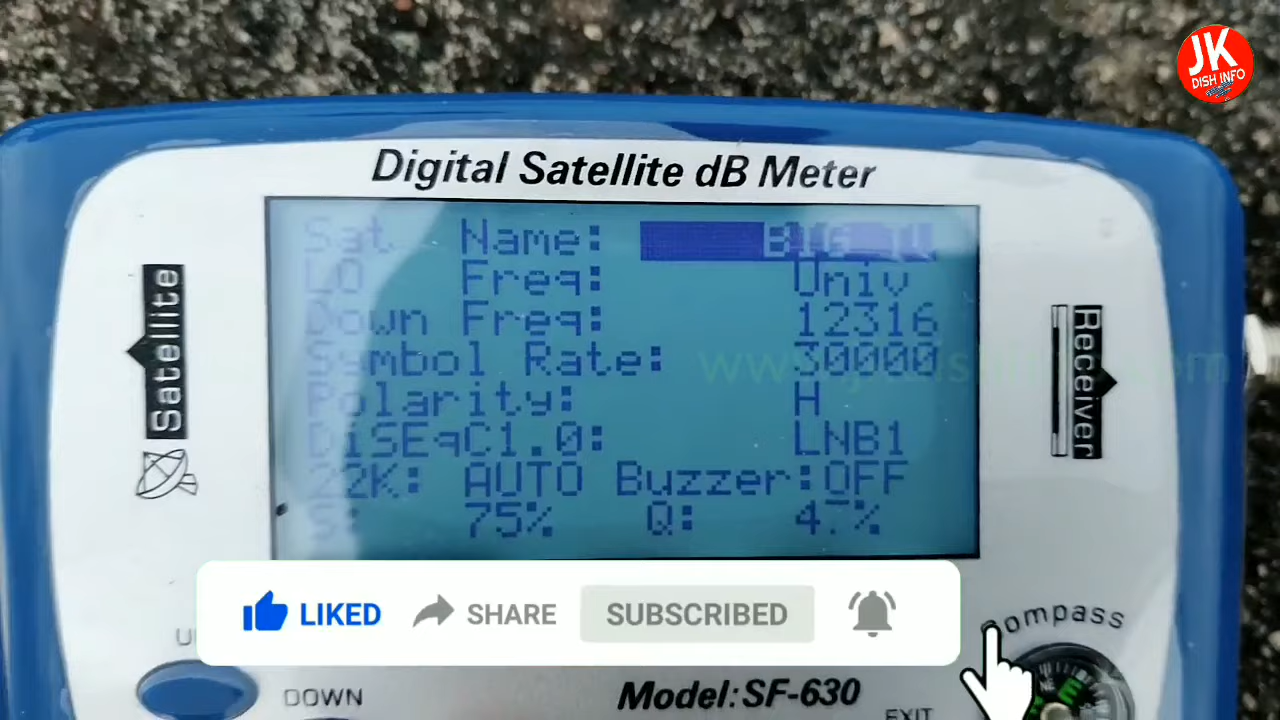 JK
DISH INFO
Digital Satellite dB Meter
Satellite
Receiver
Sat Name:
LO Freq: Univ
Down Freq: 12316
Symbol Rate: 30000
Polarity: H
DiSEqC1.0: LNB1
22K: AUTO Buzzer:OFF
S: 75% Q:
LIKED SHARE SUBSCRIBED
Compass
DOWN
Model:SF-630
EXIT